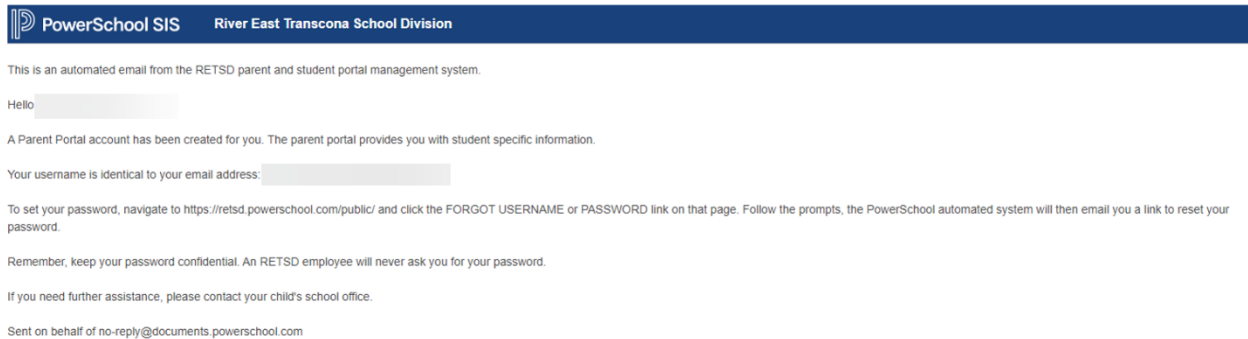 PowerSchool SIS River East Transcona School Division
This is an automated email from the RETSD parent and student portal management system.
Hello
A Parent Portal account has been created for you. The parent portal provides you with student specific information.
Your username is identical to your email address:
To set your password, navigate to https://retsd.powerschool.com/public/ and click the FORGOT USERNAME or PASSWORD link on that page. Follow the prompts, the PowerSchool automated system will then email you a link to reset your
password.
Remember, keep your password confidential. An RETSD employee will never ask you for your password.
If you need further assistance, please contact your child's school office.
Sent on behalf of no-reply@documents.powerschool.com